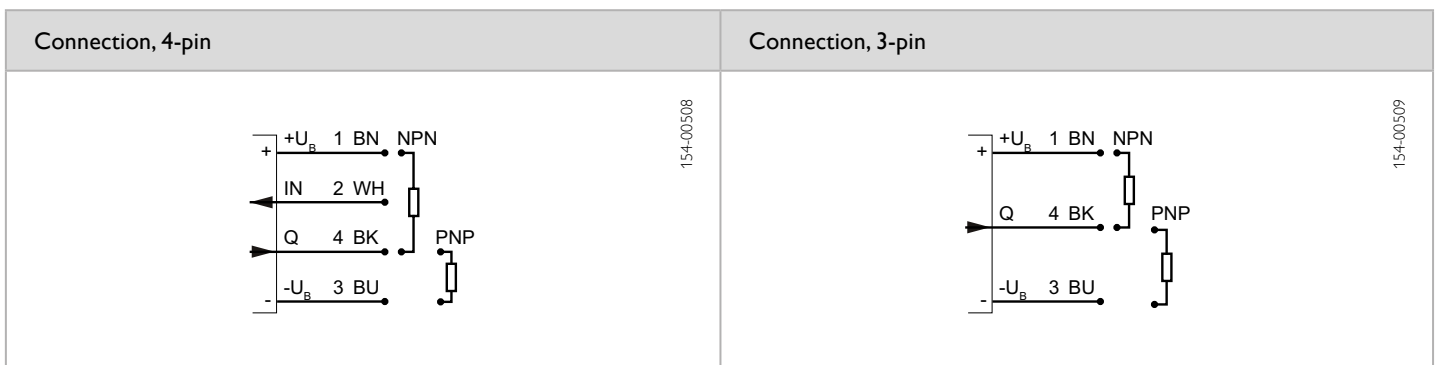 Connection, 4-pin
Connection, 3-pin
+U_B 1 BN NPN
+
IN 2 WH
Q 4 BK PNP
-U_B 3 BU
-
154-00508
+U_B 1 BN NPN
+
Q 4 BK PNP
-U_B 3 BU
-
154-00509